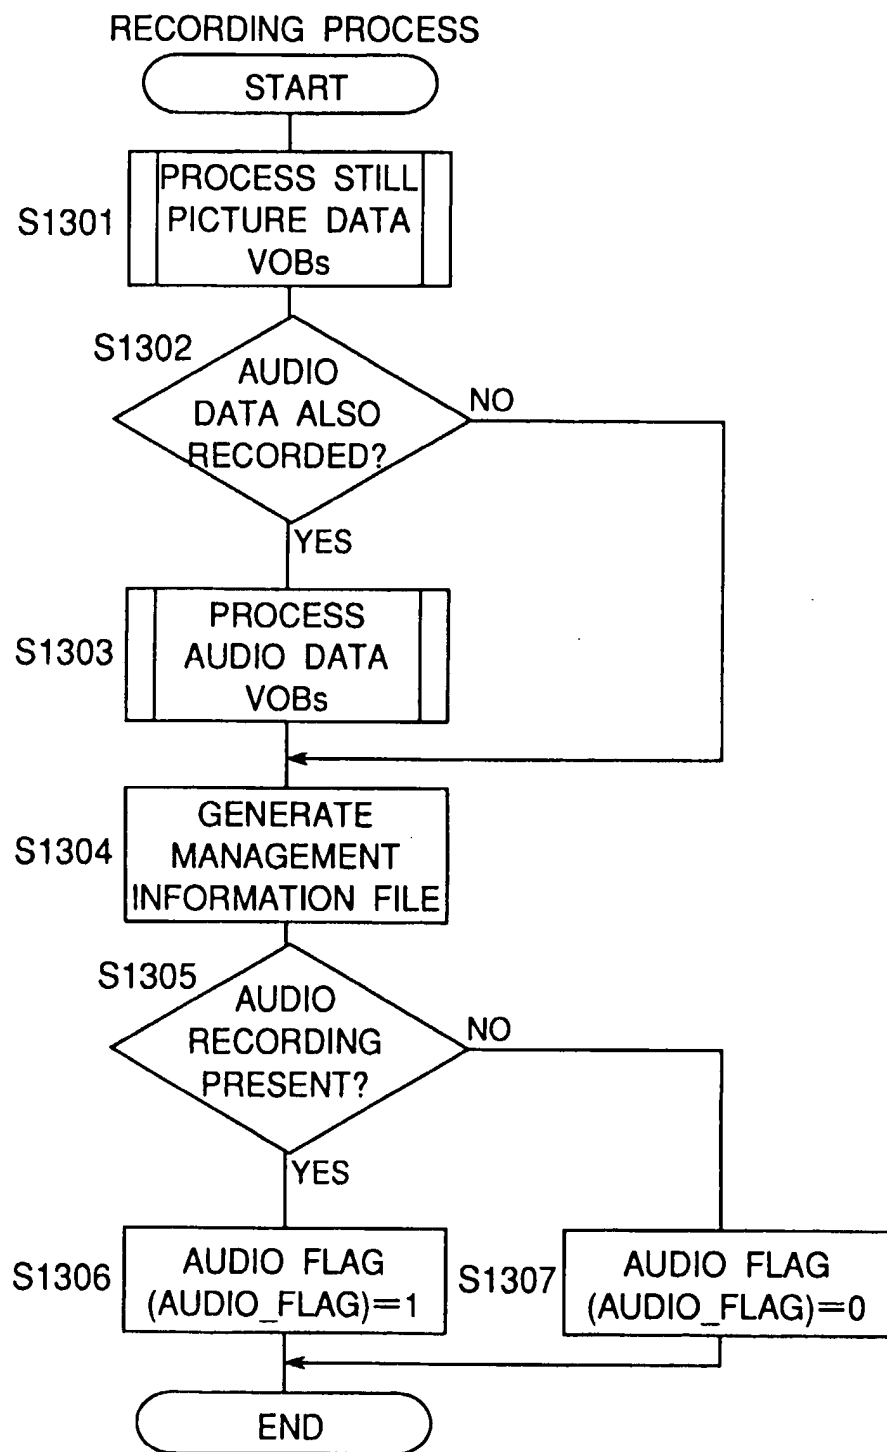 RECORDING PROCESS
START
S1301
PROCESS STILL
PICTURE DATA
VOBs
S1302
AUDIO
DATA ALSO
RECORDED?
NO
YES
S1303
PROCESS
AUDIO DATA
VOBs
S1304
GENERATE
MANAGEMENT
INFORMATION FILE
S1305
AUDIO
RECORDING
PRESENT?
NO
YES
S1306
AUDIO FLAG
(AUDIO_FLAG)=1
S1307
AUDIO FLAG
(AUDIO_FLAG)=0
END